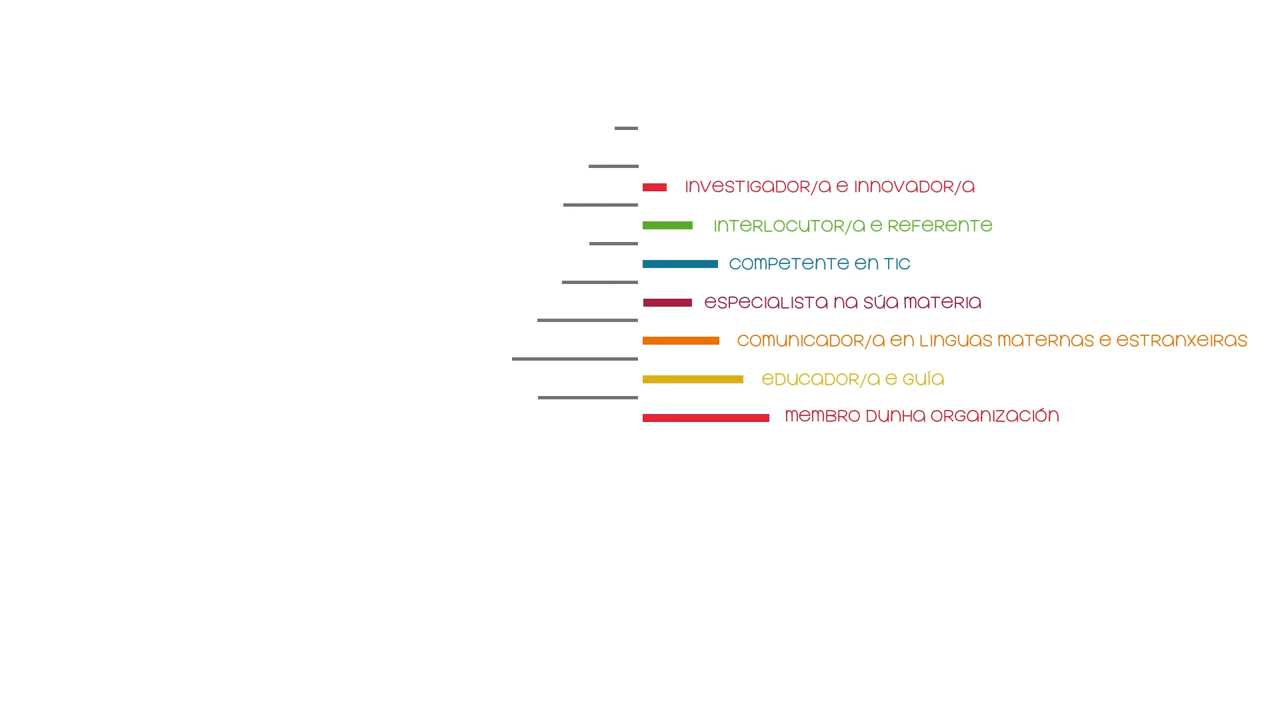 INVESTIGADOR/A E INNOVADOR/A
INTERLOCUTOR/A E REFERENTE
COMPETENTE EN TIC
ESPECIALISTA NA SÚA MATERIA
COMUNICADOR/A EN LINGUAS MATERNAS E ESTRANXEIRAS
EDUCADOR/A E GUÍA
MEMBRO DUNHA ORGANIZACIÓN